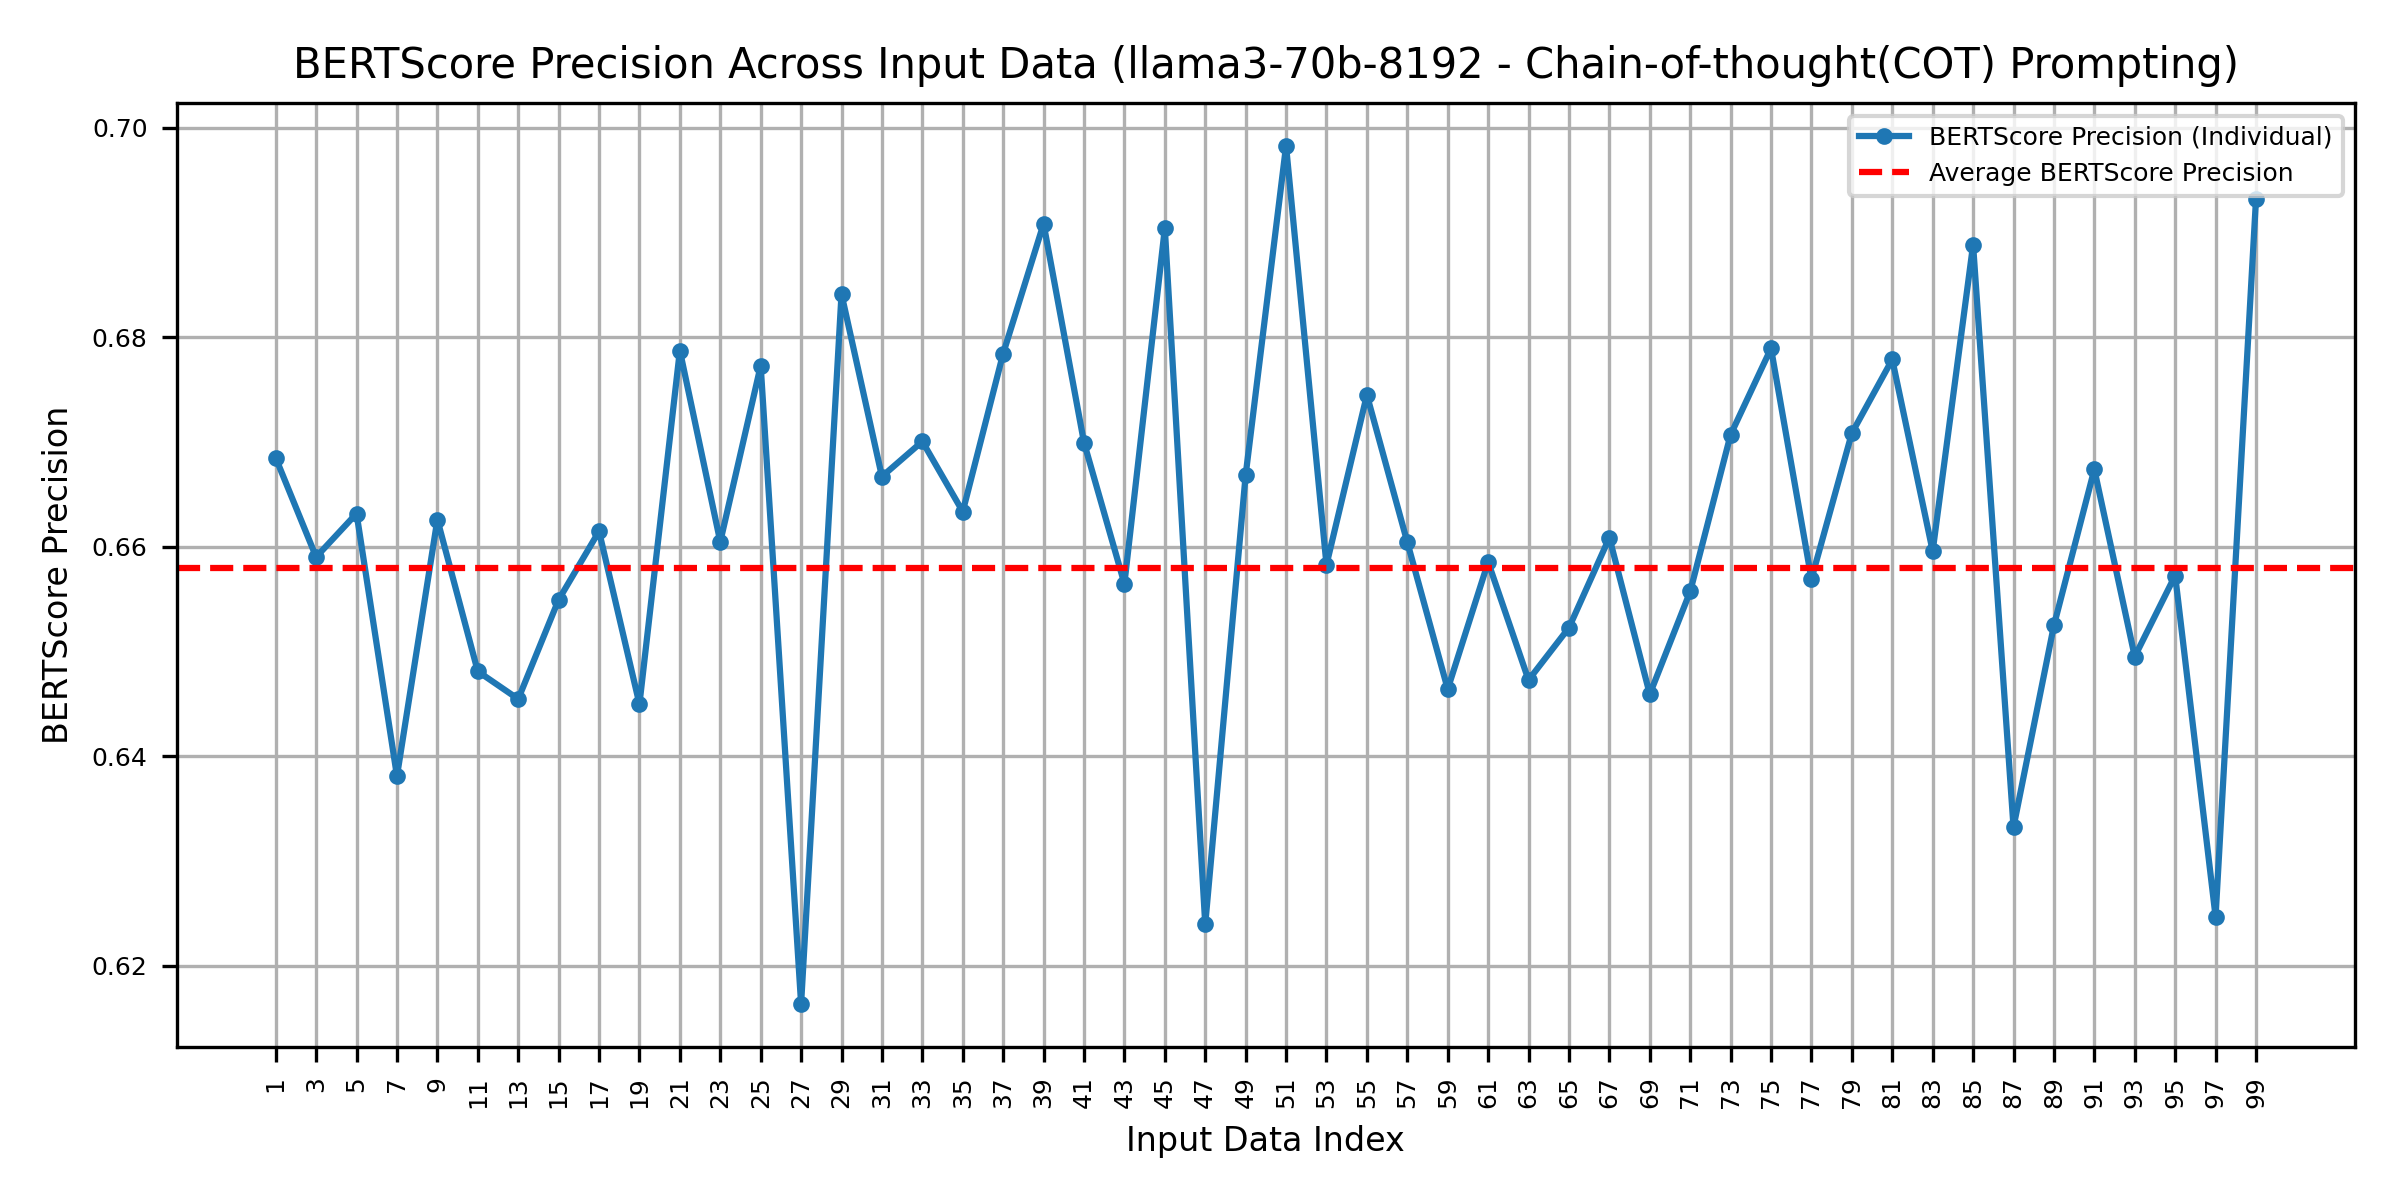 BERTScore Precision Across Input Data (llama3-70b-8192 - Chain-of-thought(COT) Prompting)
BERTScore Precision (Individual)
Average BERTScore Precision
BERTScore Precision
0.70
0.68
0.66
0.64
0.62
1 3 5 7 9 11 13 15 17 19 21 23 25 27 29 31 33 35 37 39 41 43 45 47 49 51 53 55 57 59 61 63 65 67 69 71 73 75 77 79 81 83 85 87 89 91 93 95 97 99
Input Data Index